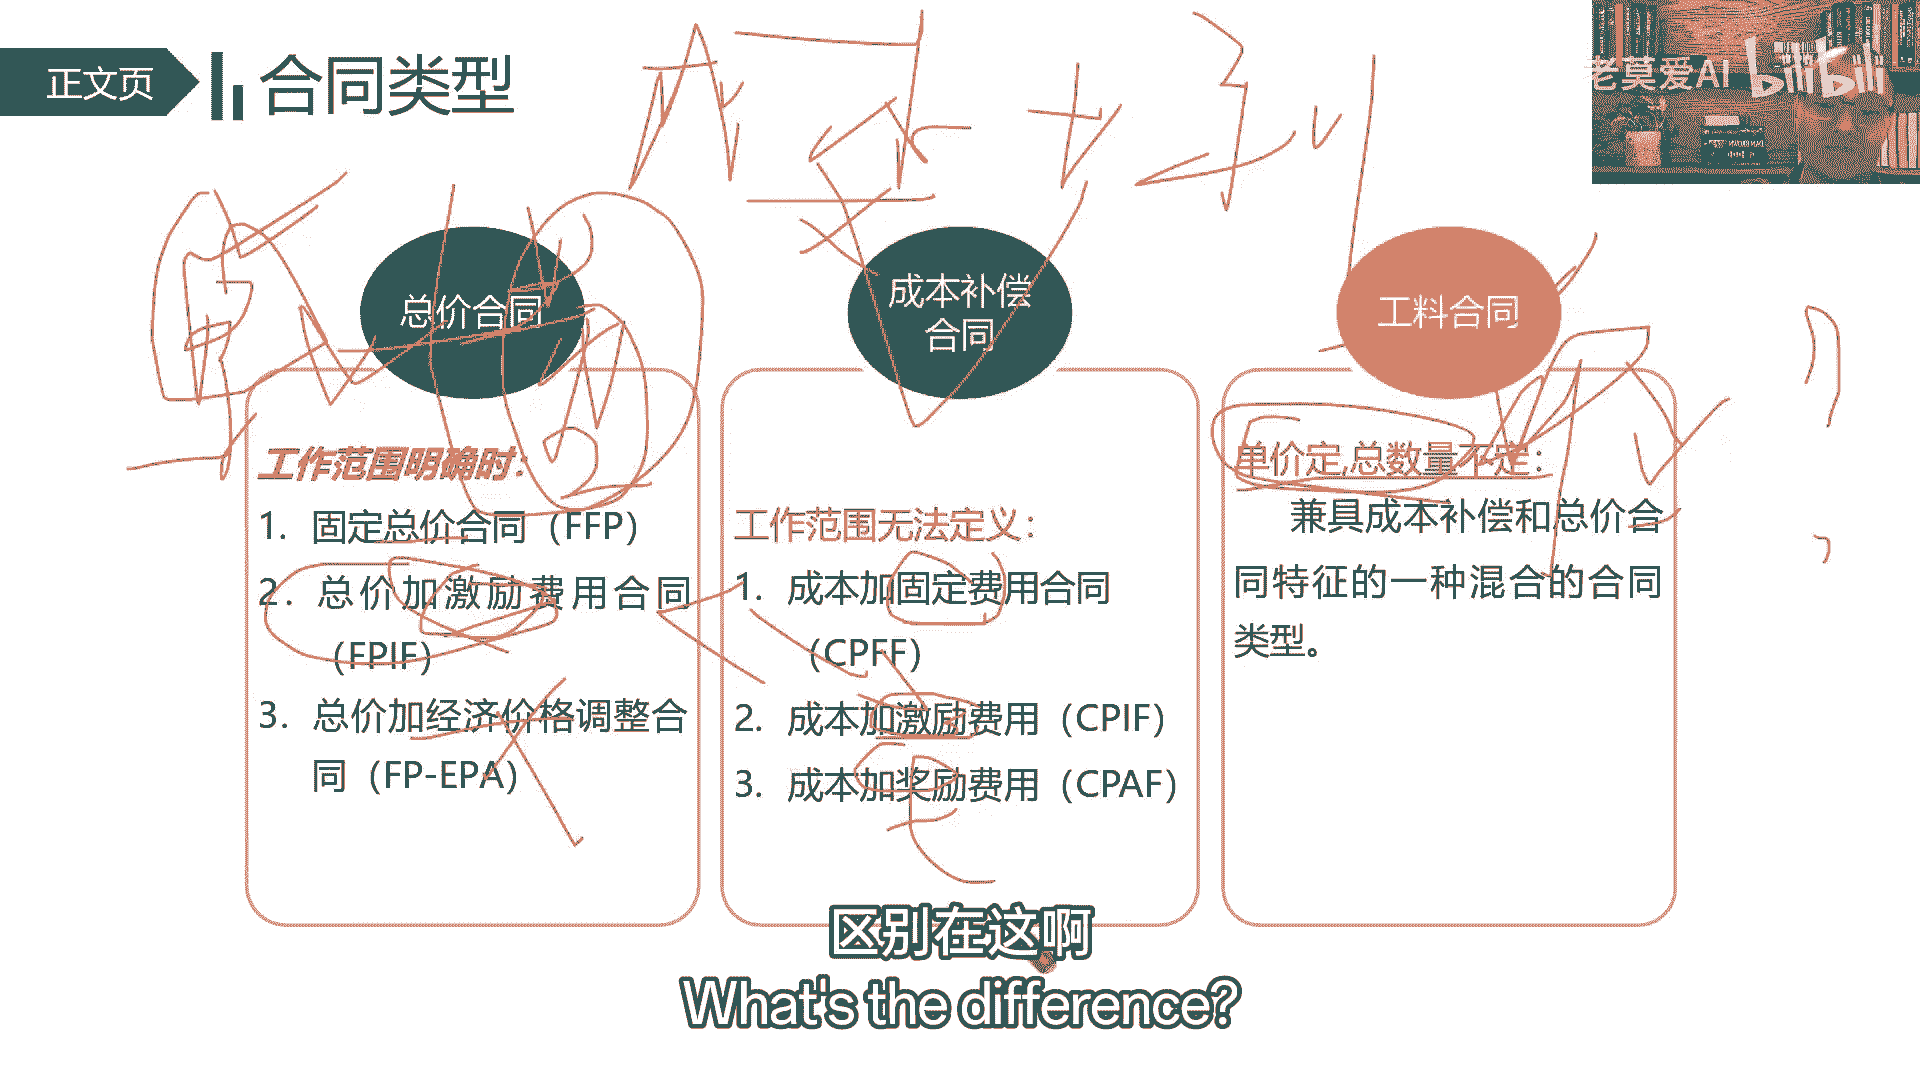 正文页
合同类型
老莫爱AI bilibili
总价合同
工作范围明确时：
1. 固定总价合同（FFP）
2. 总价加激励费用合同
（FPIF）
3. 总价加经济价格调整合
同（FP-EPA）
成本补偿
合同
工作范围无法定义：
1. 成本加固定费用合同
（CPFF）
2. 成本加激励费用（CPIF）
3. 成本加奖励费用（CPAF）
工料合同
单价定,总数量不定：
兼具成本补偿和总价合
同特征的一种混合的合同
类型。
区别在这啊
What's the difference?